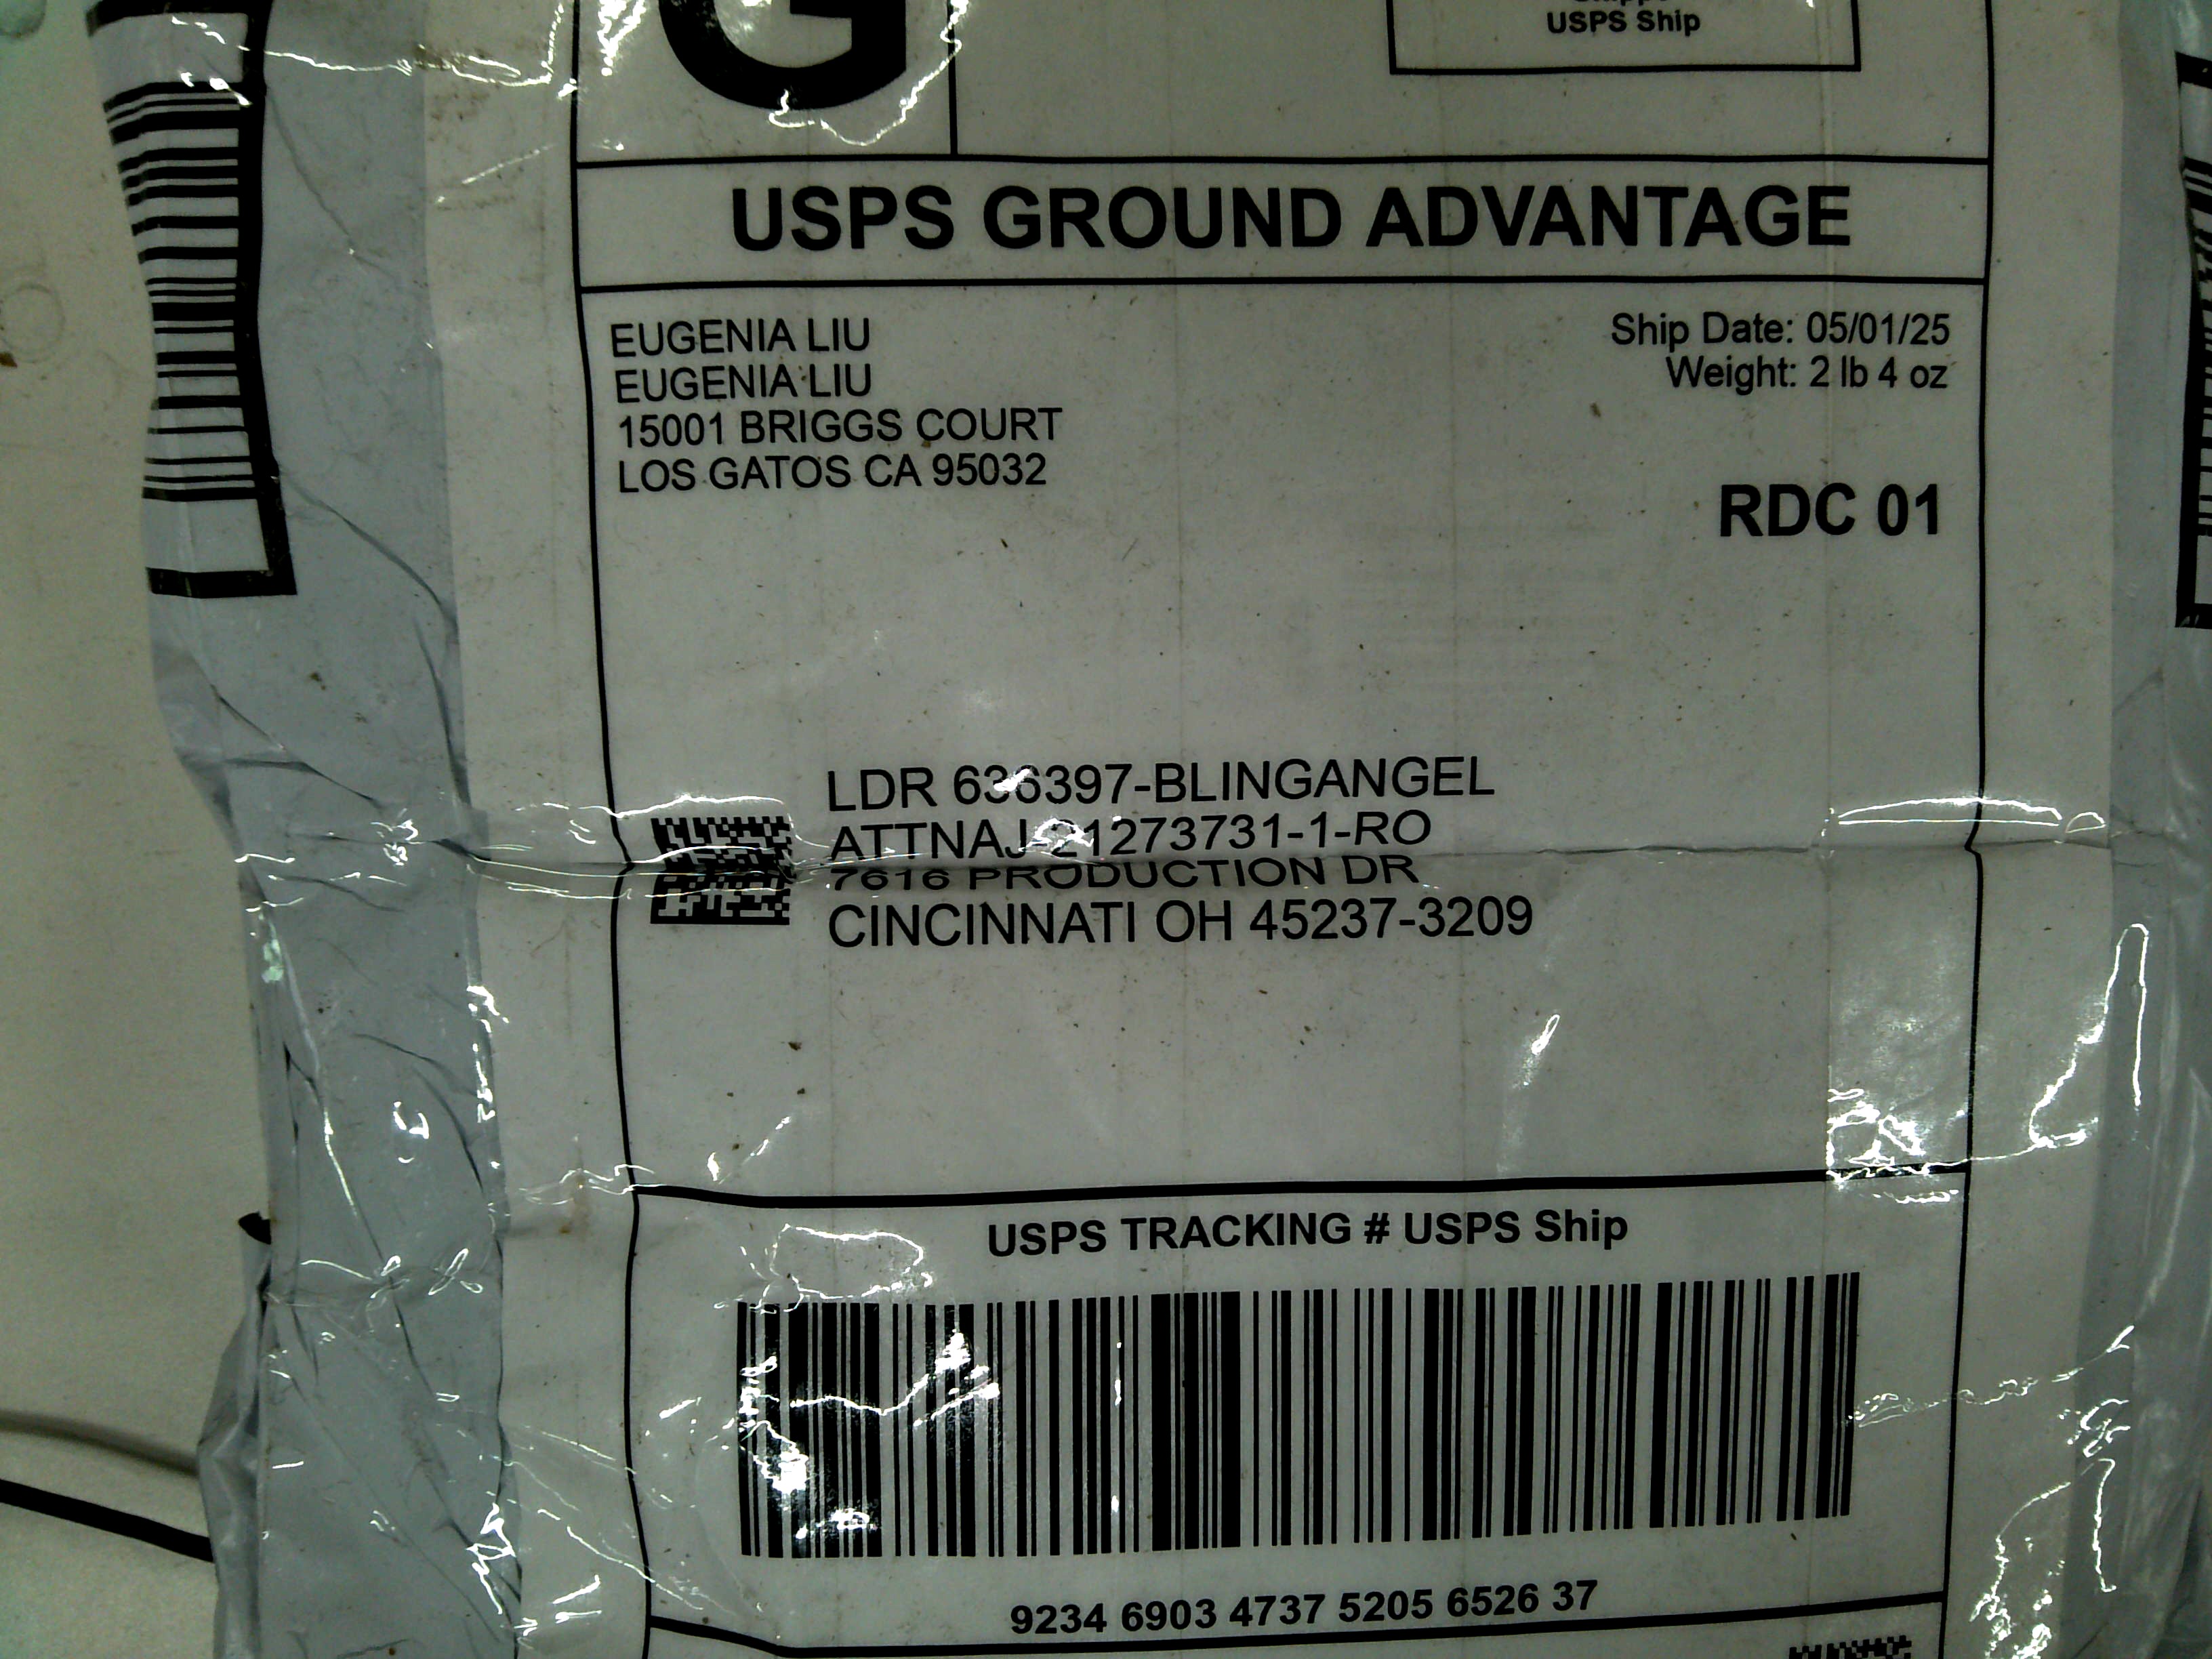 G
USPS Ship
USPS GROUND ADVANTAGE
EUGENIA LIU
EUGENIA LIU
15001 BRIGGS COURT
LOS GATOS CA 95032
Ship Date: 05/01/25
Weight: 2 lb 4 oz
RDC 01
LDR 636397-BLINGANGEL
ATTNAJ-21273731-1-RO
7616 PRODUCTION DR
CINCINNATI OH 45237-3209
USPS TRACKING # USPS Ship
9234 6903 4737 5205 6526 37